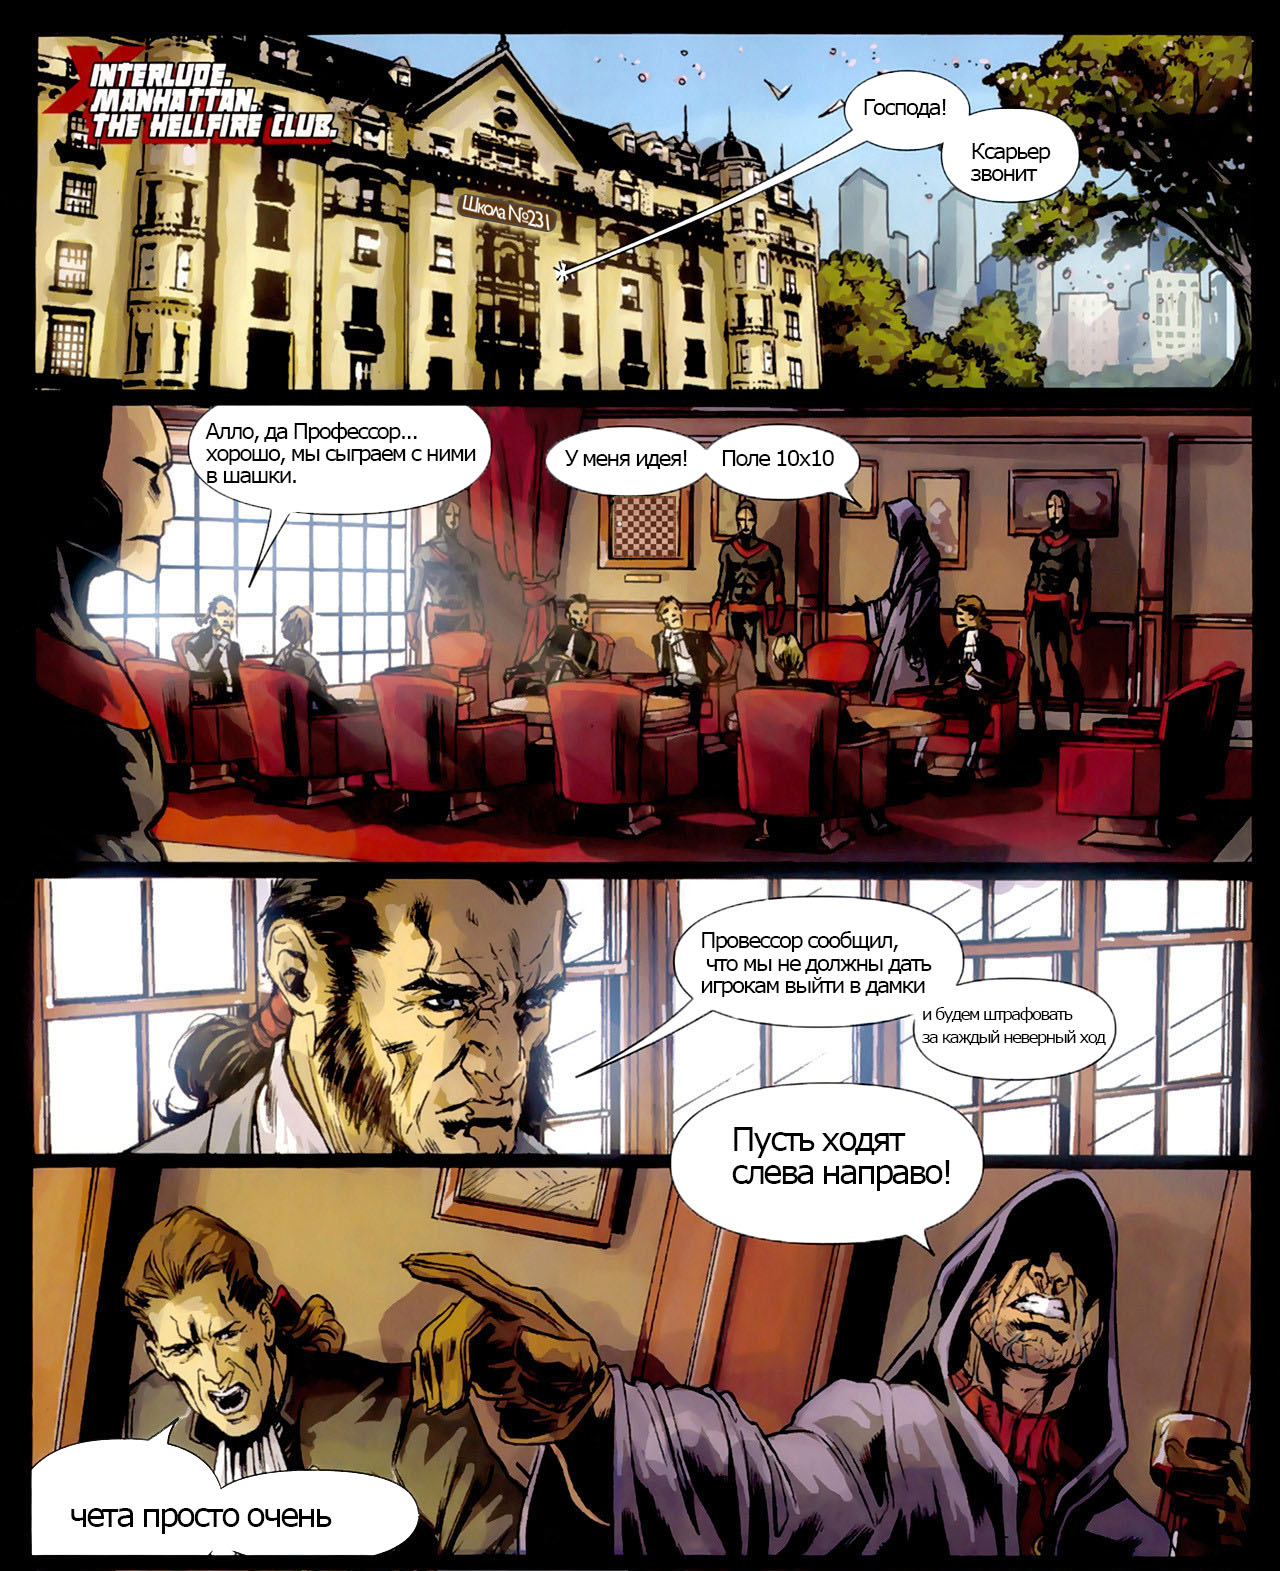 INTERLUDE.
MANHATTAN.
THE HELLFIRE CLUB.
Господа!
Ксарьер
звонит
Школа №231
Алло, да Профессор...
хорошо, мы сыграем с ними
в шашки.
У меня идея!
Поле 10x10
Провессор сообщил,
что мы не должны дать
игрокам выйти в дамки
и будем штрафовать
за каждый неверный ход
Пусть ходят
слева направо!
чета просто очень